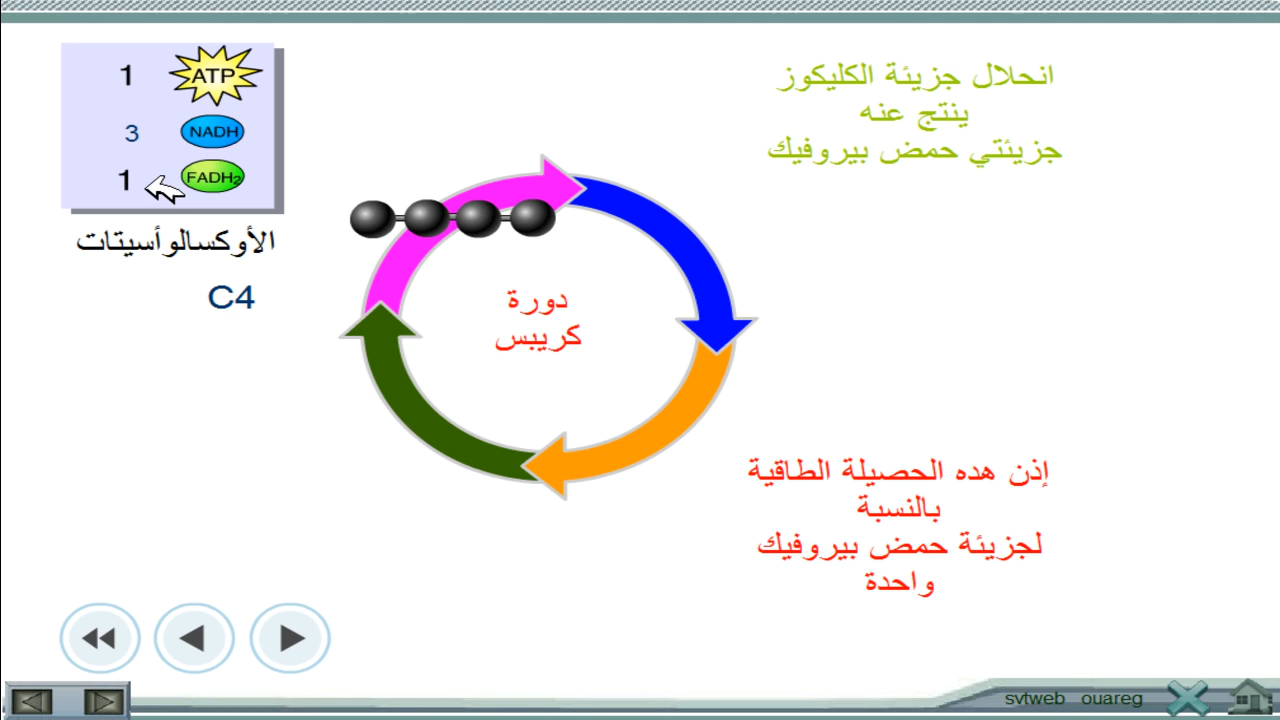 1 ATP
3 NADH
1 FADH₂
الأوكسالوأسيتات
C4
انحلال جزيئة الكليكوز
ينتج عنه
جزيئتي حمض بيروفيك
دورة
كريبس
إذن هده الحصيلة الطاقية
بالنسبة
لجزيئة حمض بيروفيك
واحدة
svtweb ouareg